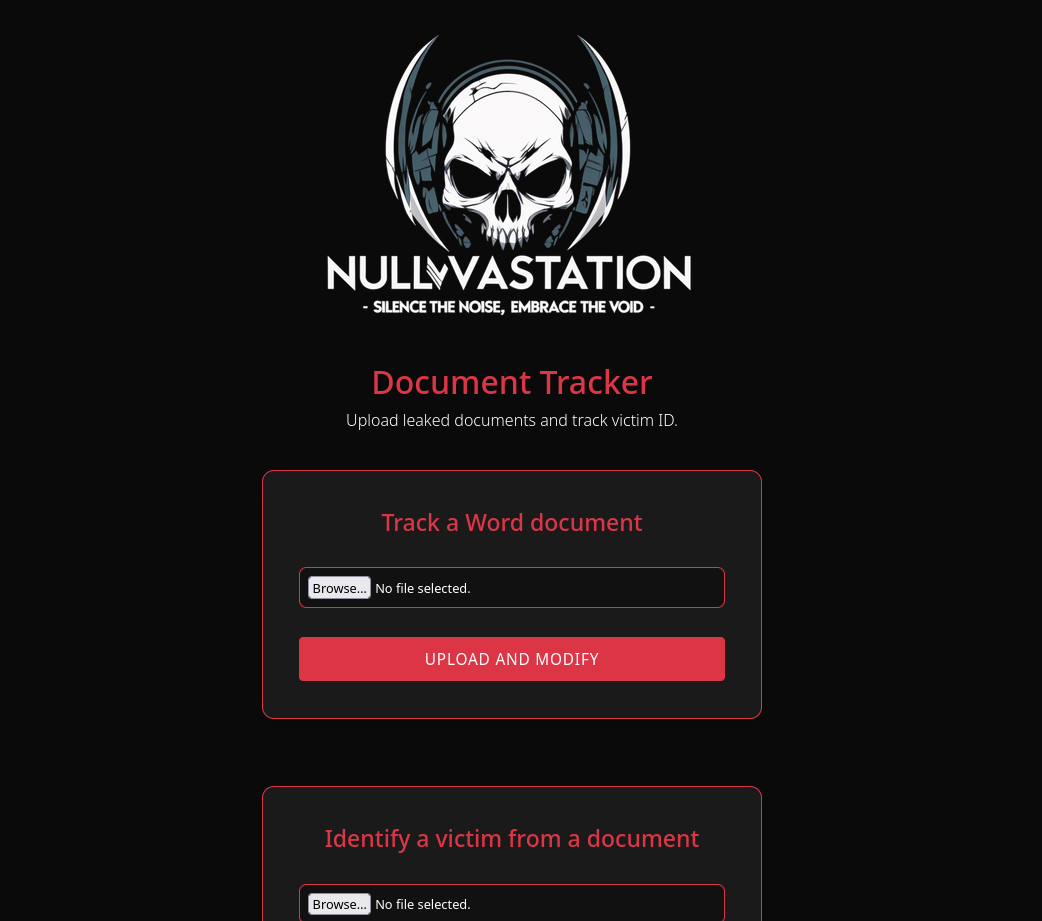 NULLVASTATION
- SILENCE THE NOISE, EMBRACE THE VOID -
Document Tracker
Upload leaked documents and track victim ID.
Track a Word document
Browse... No file selected.
UPLOAD AND MODIFY
Identify a victim from a document
Browse... No file selected.